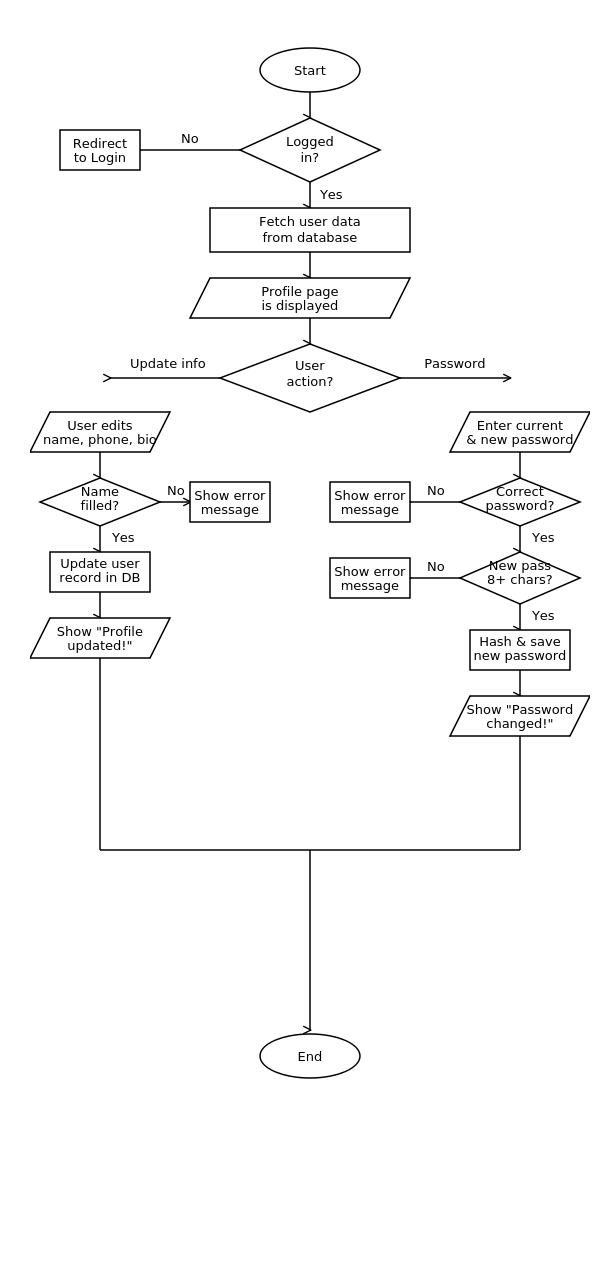 Start
Logged
in?
No
Redirect
to Login
Yes
Fetch user data
from database
Profile page
is displayed
User
action?
Update info
Password
User edits
name, phone, bio
Name
filled?
No
Show error
message
Yes
Update user
record in DB
Show "Profile
updated!"
Enter current
& new password
Correct
password?
No
Show error
message
Yes
New pass
8+ chars?
No
Show error
message
Yes
Hash & save
new password
Show "Password
changed!"
End